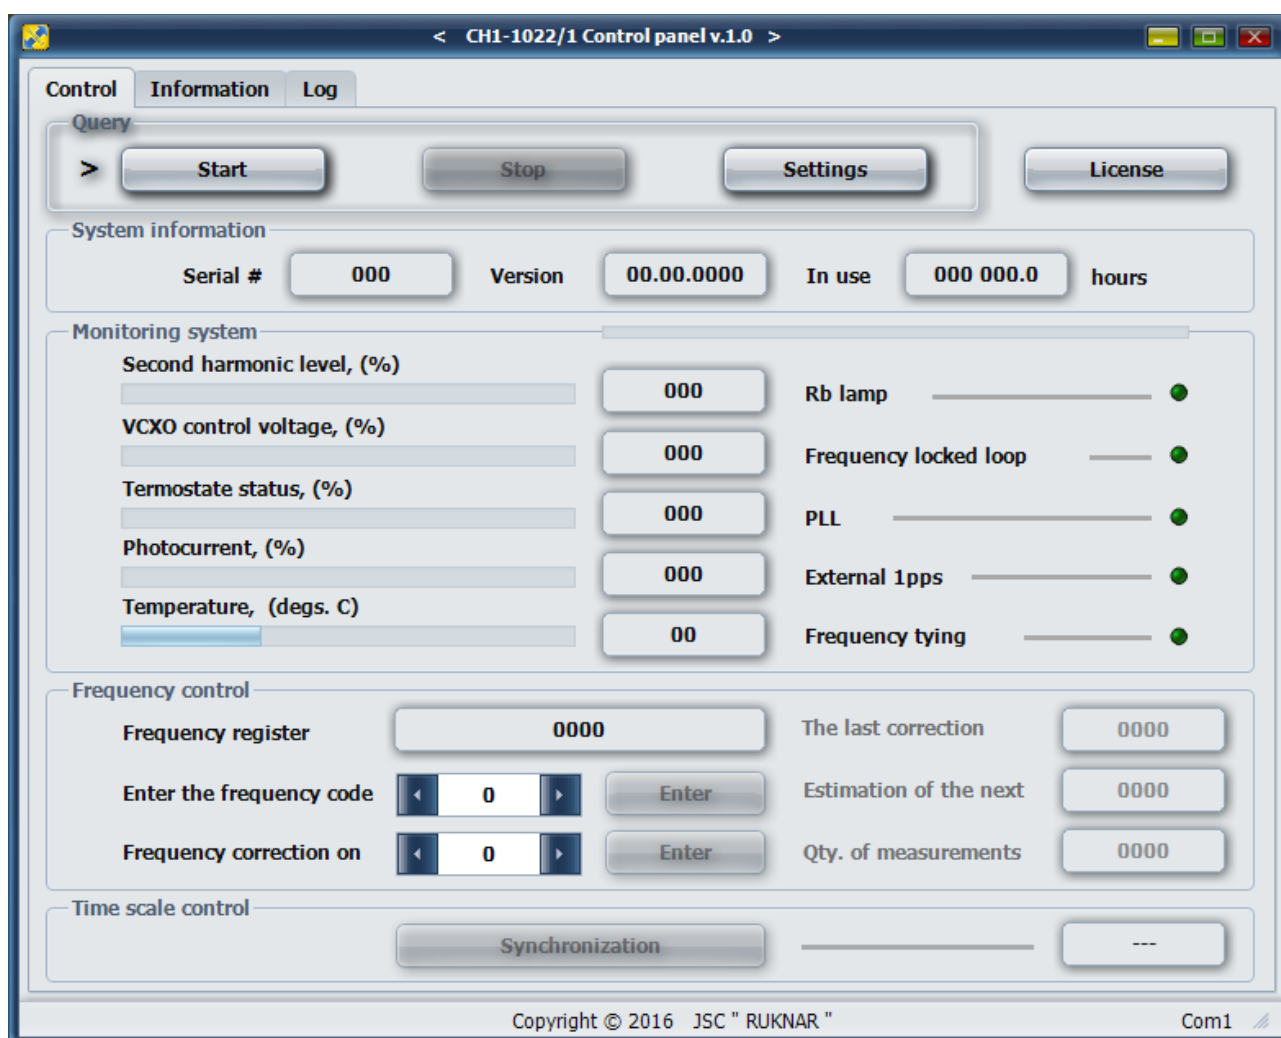 < CH1-1022/1 Control panel v.1.0 >
Control Information Log
Query
> Start Stop Settings License
System information
Serial # 000 Version 00.00.0000 In use 000 000.0 hours
Monitoring system
Second harmonic level, (%)
000 Rb lamp
VCXO control voltage, (%)
000 Frequency locked loop
Termostate status, (%)
000 PLL
Photocurrent, (%)
000 External 1pps
Temperature, (degs. C)
00 Frequency tying
Frequency control
Frequency register 0000 The last correction 0000
Enter the frequency code 0 Enter Estimation of the next 0000
Frequency correction on 0 Enter Qty. of measurements 0000
Time scale control
Synchronization ---
Copyright © 2016 JSC " RUKNAR " Com1